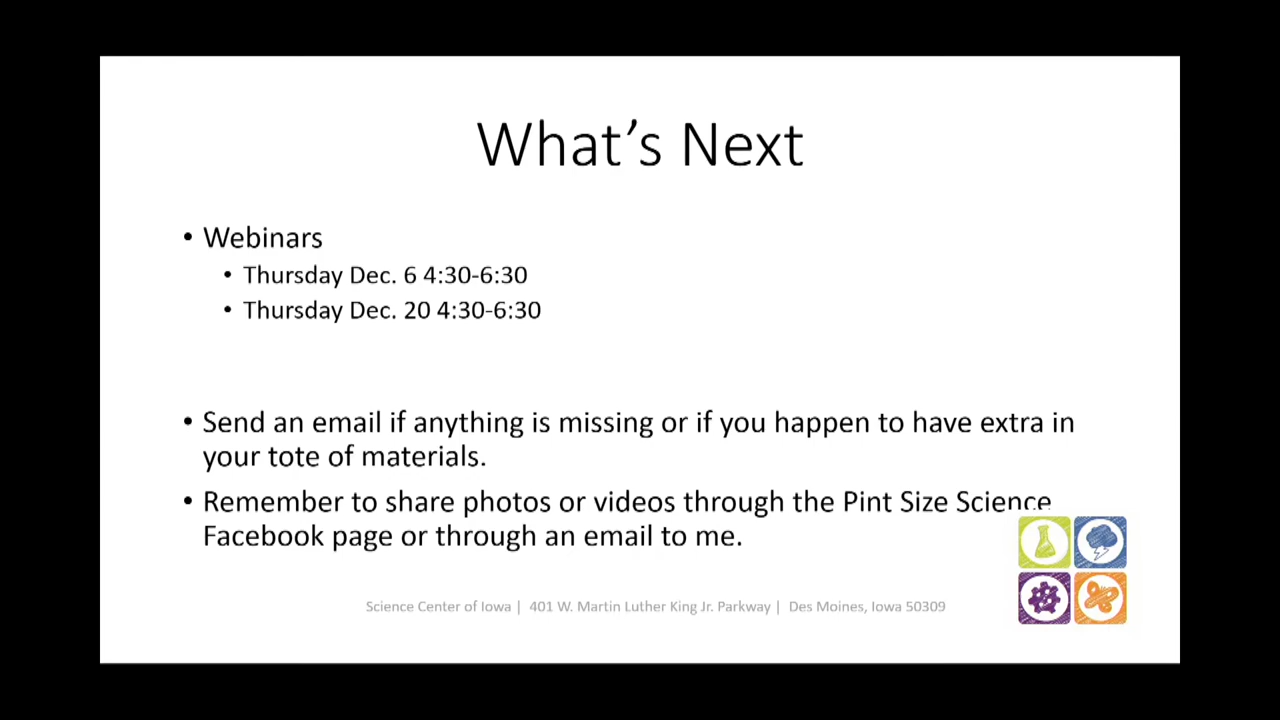 What’s Next
• Webinars
• Thursday Dec. 6 4:30-6:30
• Thursday Dec. 20 4:30-6:30
• Send an email if anything is missing or if you happen to have extra in
your tote of materials.
• Remember to share photos or videos through the Pint Size Science
Facebook page or through an email to me.
Science Center of Iowa | 401 W. Martin Luther King Jr. Parkway | Des Moines, Iowa 50309